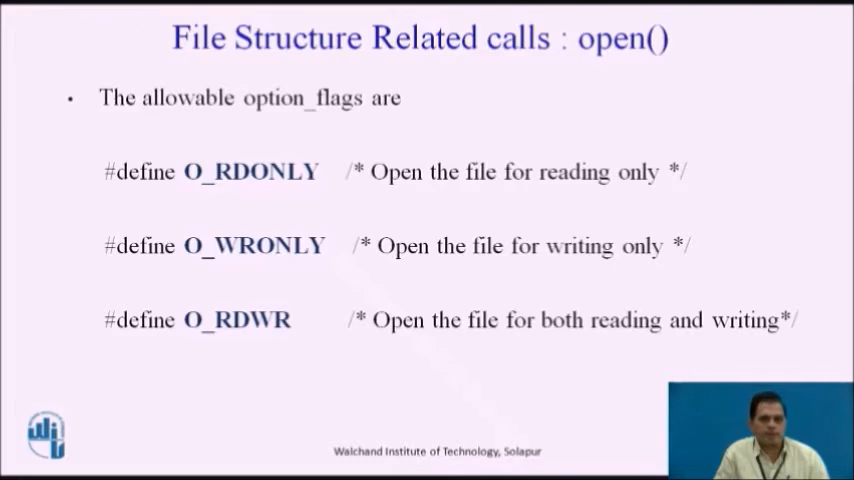 File Structure Related calls : open()
• The allowable option_flags are
#define O_RDONLY /* Open the file for reading only */
#define O_WRONLY /* Open the file for writing only */
#define O_RDWR /* Open the file for both reading and writing*/
Walchand Institute of Technology, Solapur